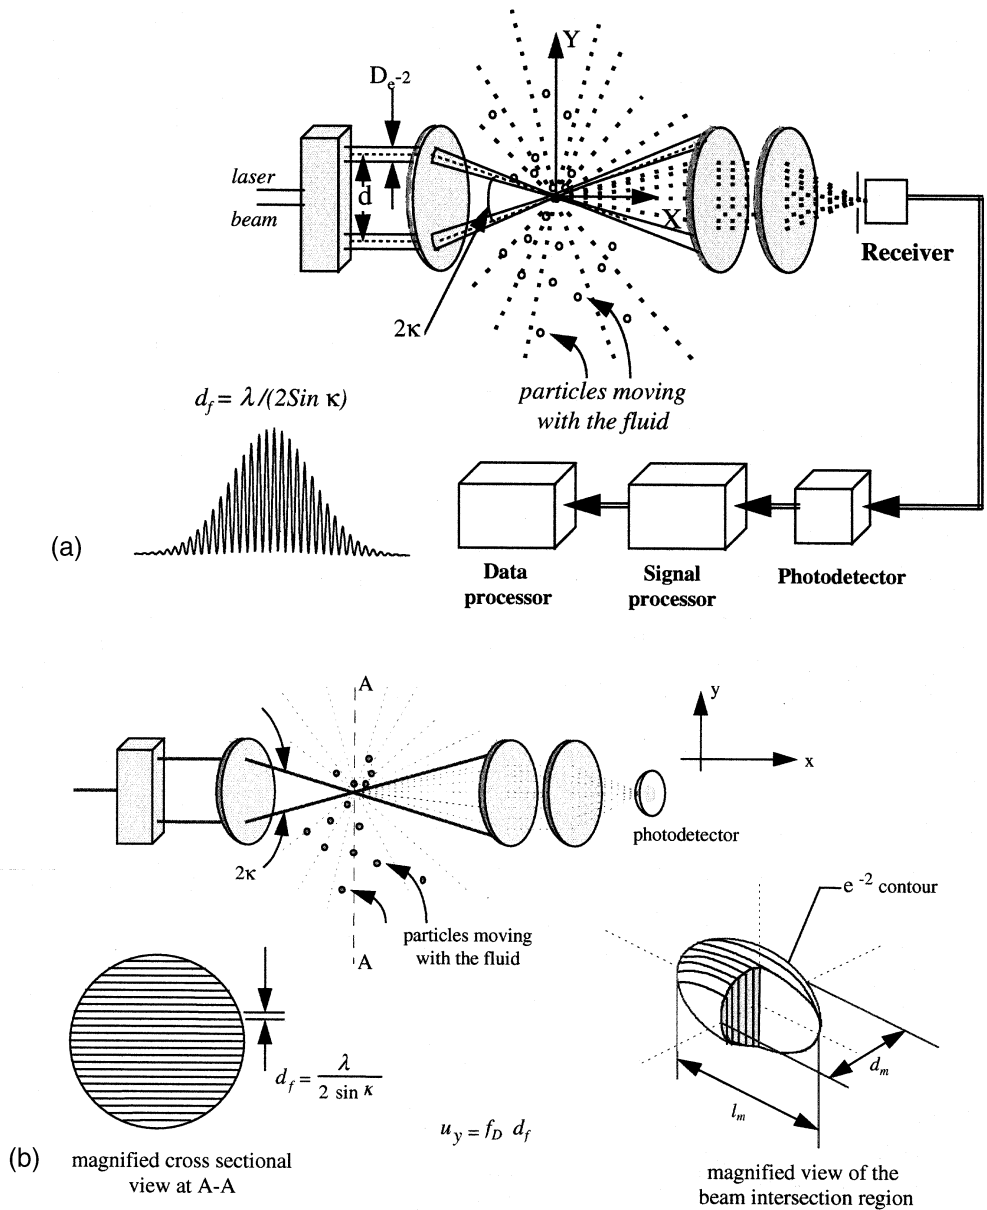 Y
D e-2
laser
beam
d
X
Receiver
2κ
particles moving
with the fluid
d_f = λ/(2Sin κ)
(a)
Data
processor
Signal
processor
Photodetector
A
y
x
photodetector
2κ
e -2 contour
particles moving
with the fluid
A
d_f = λ / 2 sin κ
d_m
l_m
u_y = f_D d_f
(b)
magnified cross sectional
view at A-A
magnified view of the
beam intersection region